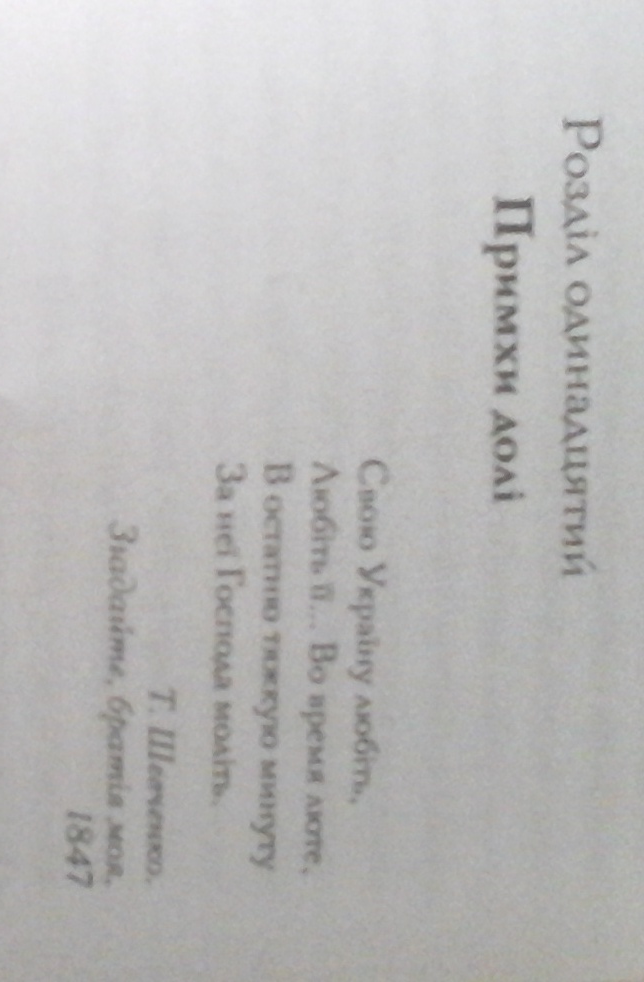 Розділ одинадцятий
Примхи долі
Свою Україну любіть,
Любіть її... Во время люте,
В остатню тяжкую минуту
За неї Господа моліть.
Т. Шевченко.
Згадайте, братія моя,
1847